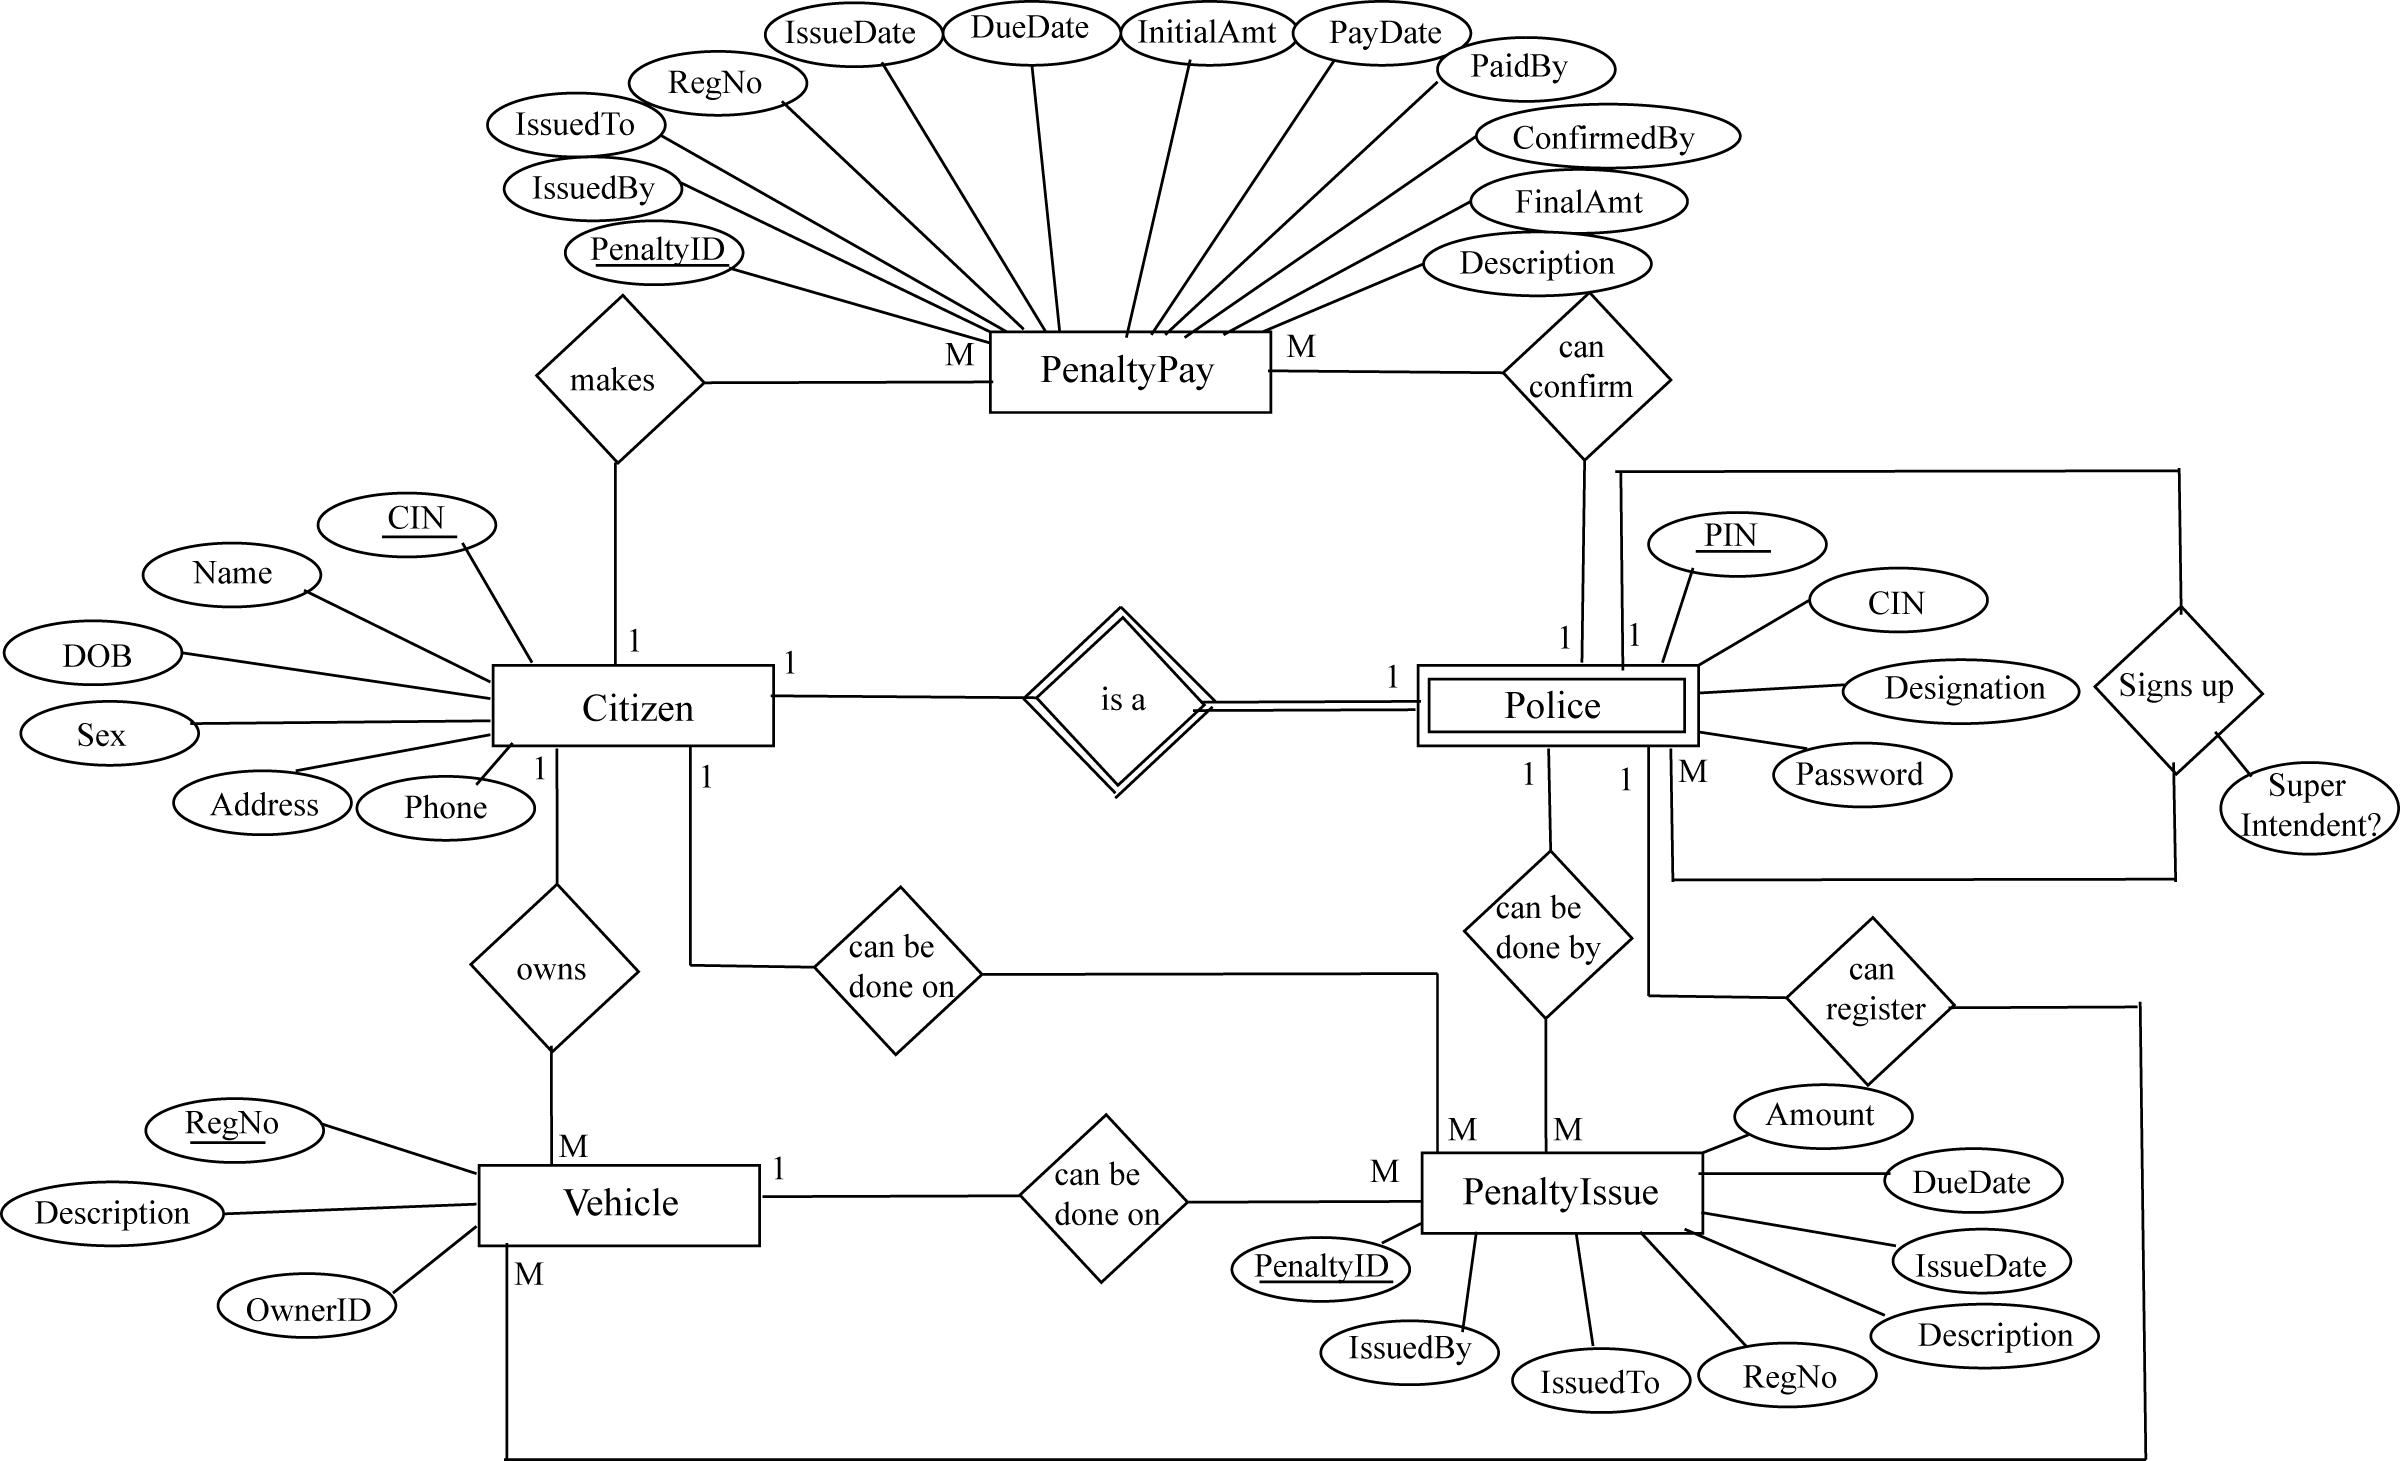 IssueDate
DueDate
InitialAmt
PayDate
PaidBy
RegNo
IssuedTo
ConfirmedBy
IssuedBy
FinalAmt
PenaltyID
Description
M
PenaltyPay
M
makes
can
confirm
CIN
Name
DOB
Sex
Address
Phone
1
1
Citizen
1
1
is a
1
1
1
Police
PIN
CIN
Designation
Password
Signs up
Super
Intendent?
1
1
M
owns
can be
done on
can be
done by
can
register
M
M
M
RegNo
Description
OwnerID
Vehicle
1
M
can be
done on
M
PenaltyIssue
Amount
DueDate
IssueDate
Description
PenaltyID
IssuedBy
IssuedTo
RegNo